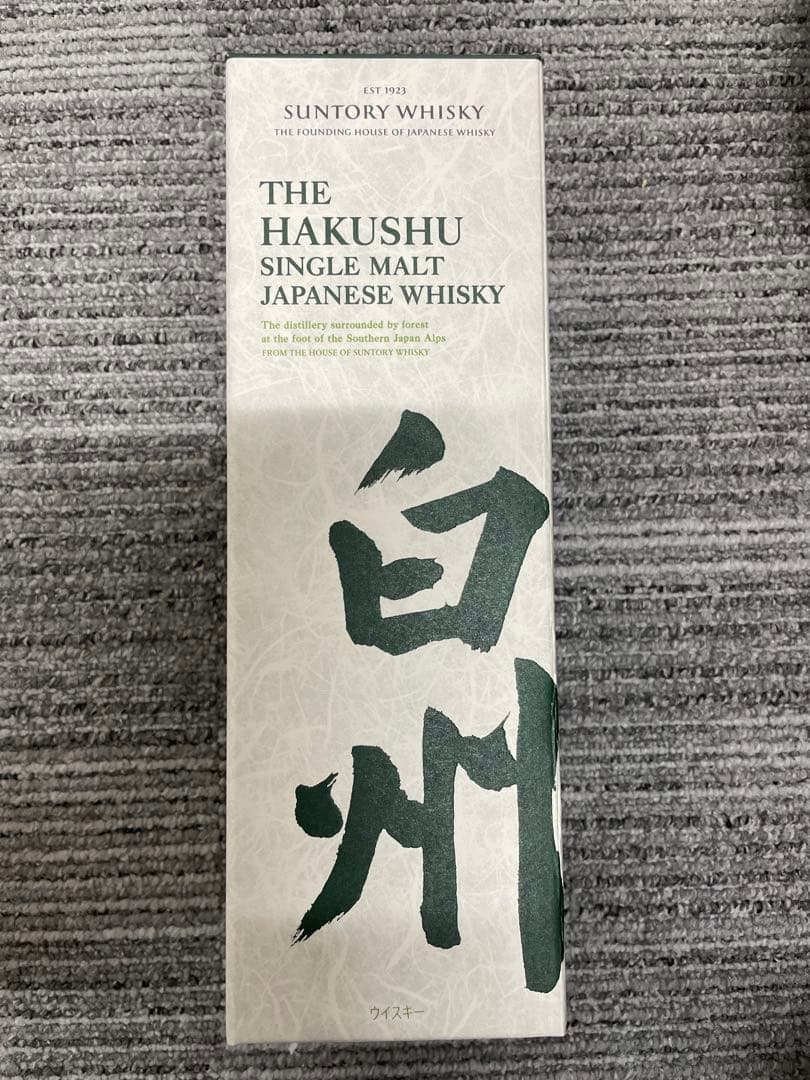 EST 1923
SUNTORY WHISKY
THE FOUNDING HOUSE OF JAPANESE WHISKY
THE
HAKUSHU
SINGLE MALT
JAPANESE WHISKY
The distillery surrounded by forest
at the foot of the Southern Japan Alps
FROM THE HOUSE OF SUNTORY WHISKY
白
州
ウイスキー